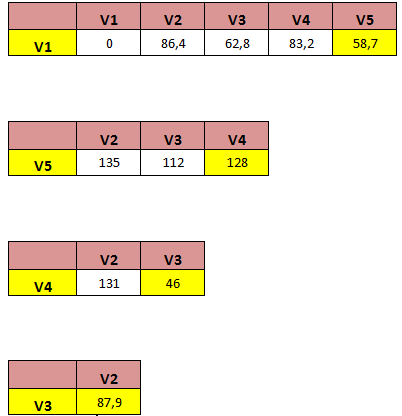 V1 V2 V3 V4 V5
V1 0 86,4 62,8 83,2 58,7
V2 V3 V4
V5 135 112 128
V2 V3
V4 131 46
V2
V3 87,9